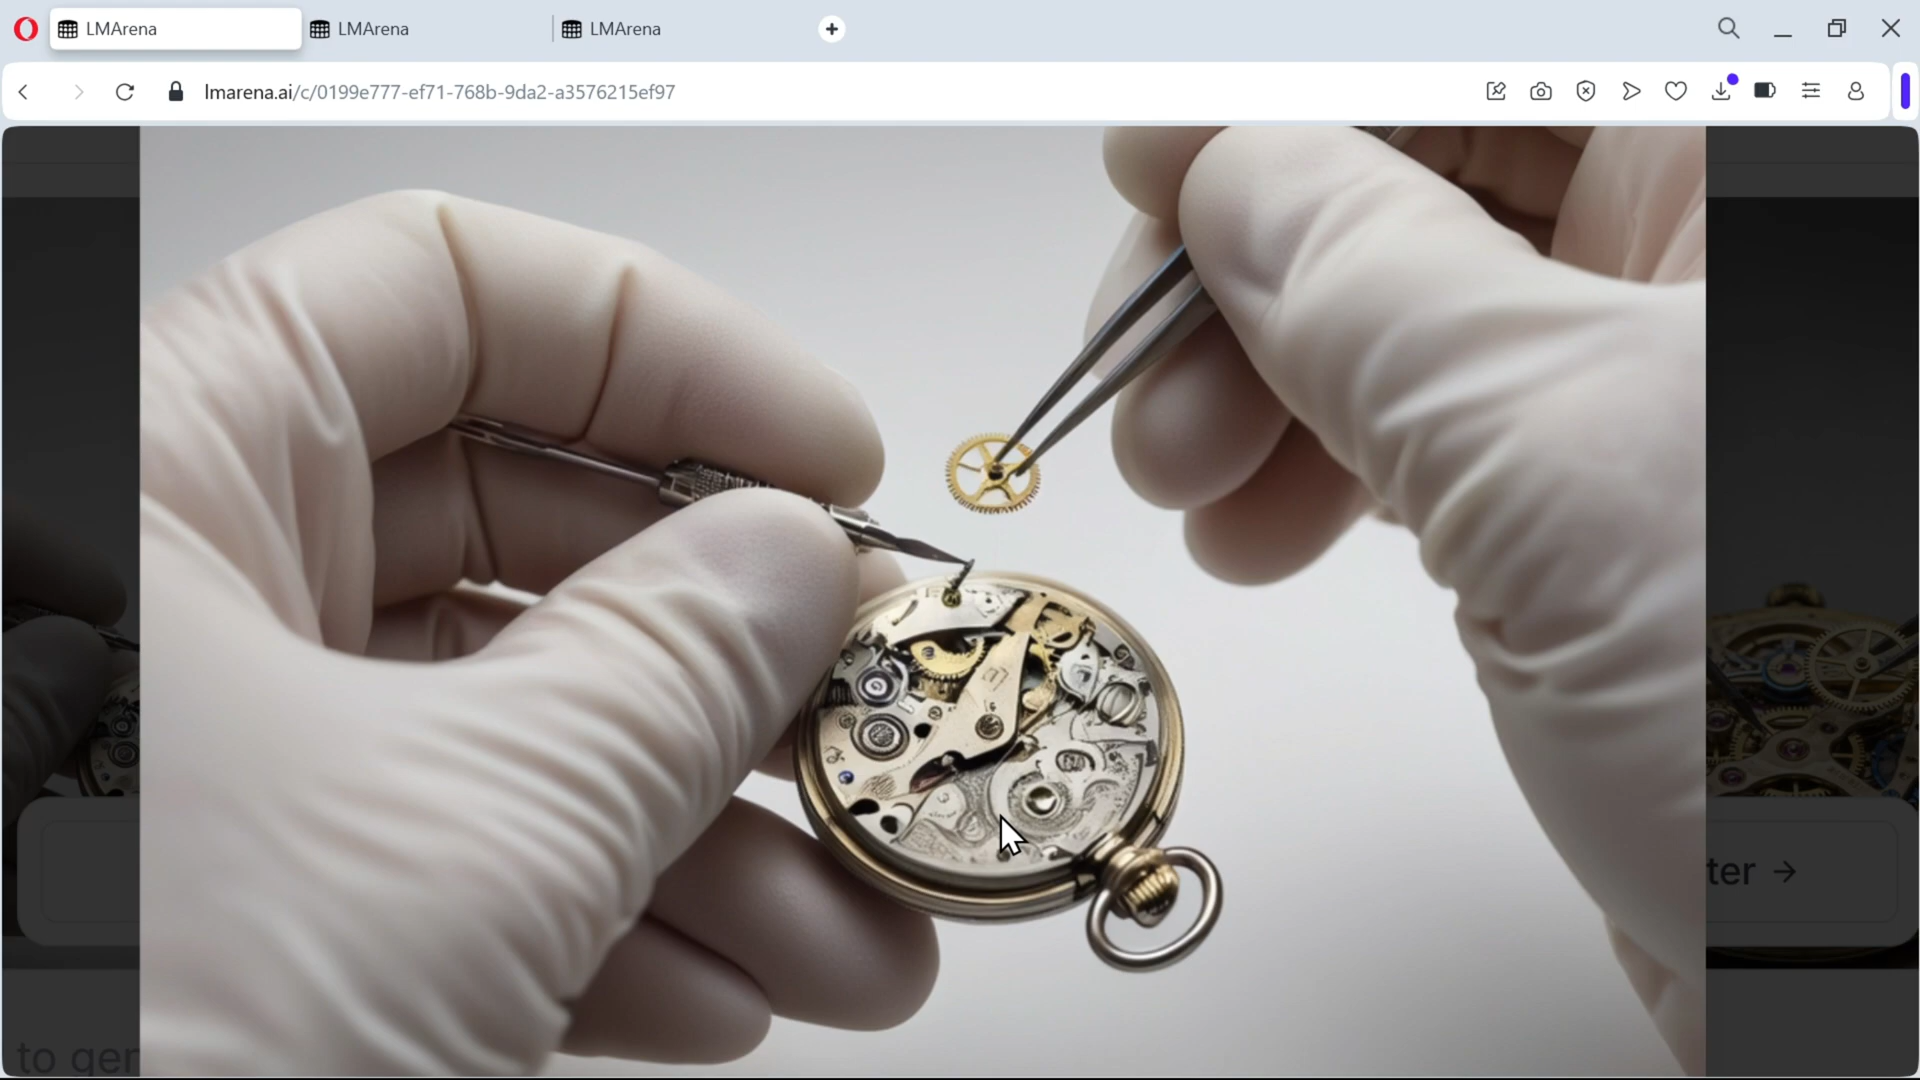 LMArena
LMArena
LMArena
lmarena.ai/c/0199e777-ef71-768b-9da2-a3576215ef97
ter →
to ger